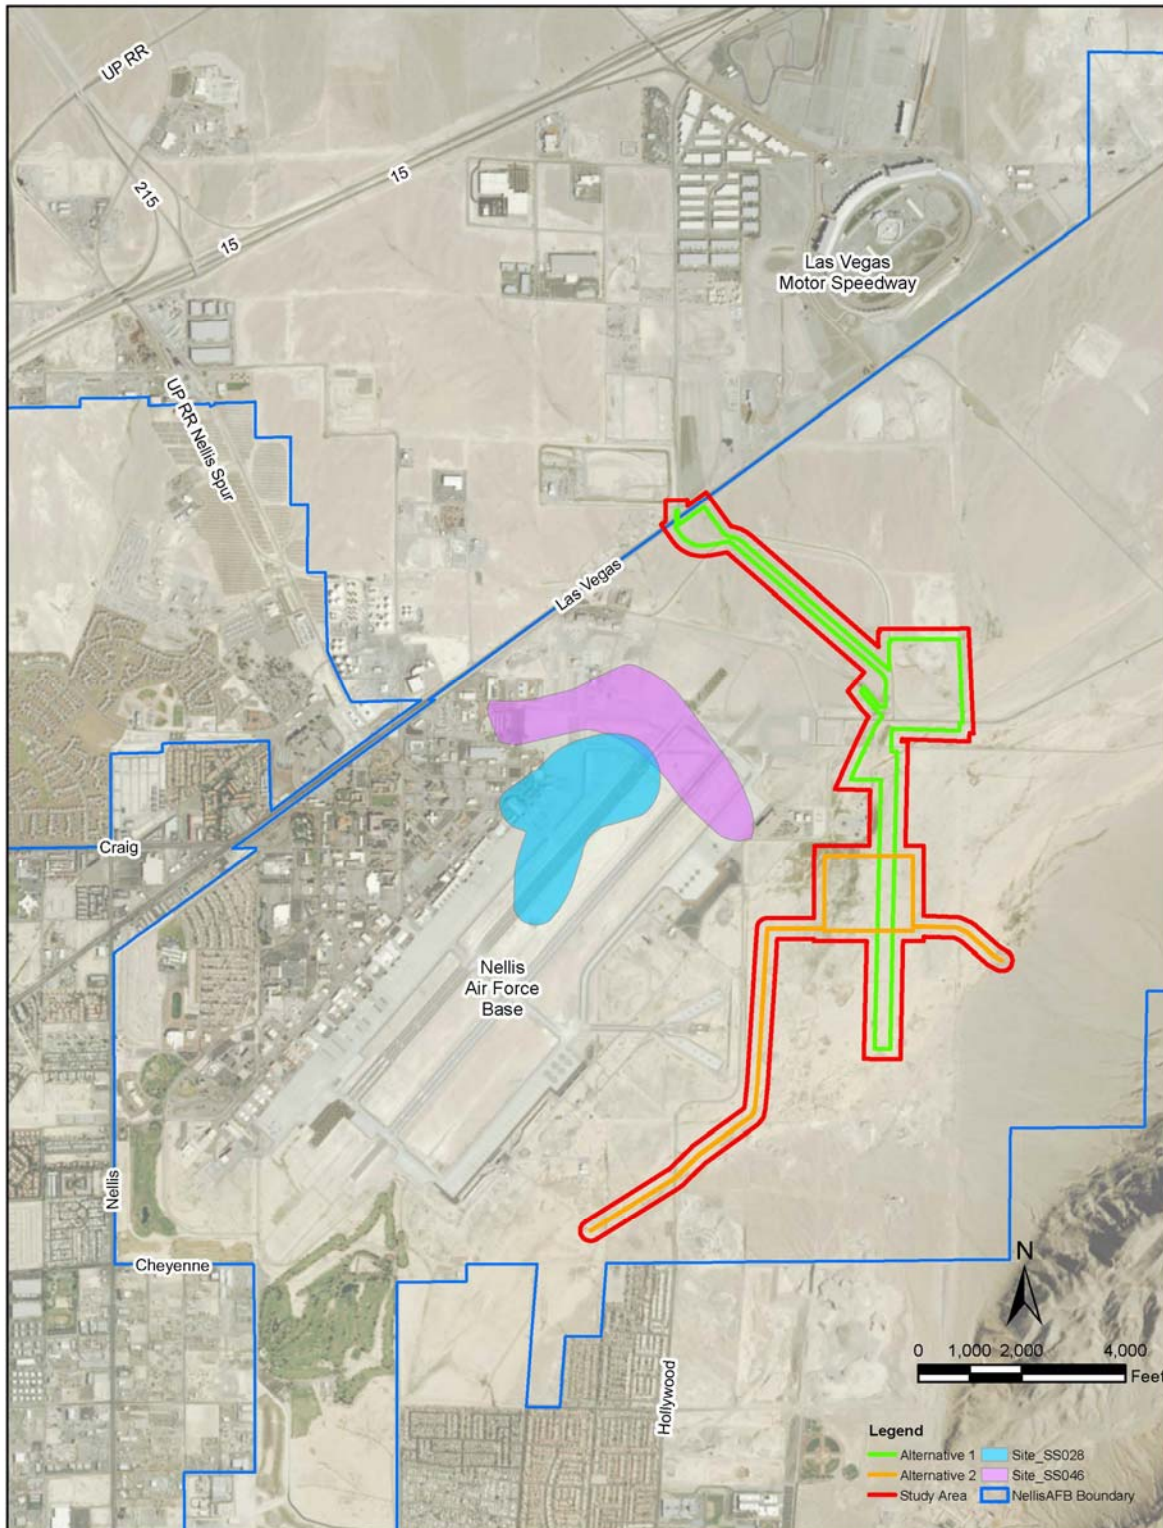 UP RR
215
15
15
Las Vegas
Motor Speedway
UP RR Nellis Spur
Las Vegas
Craig
Nellis
Air Force
Base
Nellis
Cheyenne
Hollywood
N
0 1,000 2,000 4,000
Feet
Legend
Alternative 1 Site_SS028
Alternative 2 Site_SS046
Study Area NellisAFB Boundary